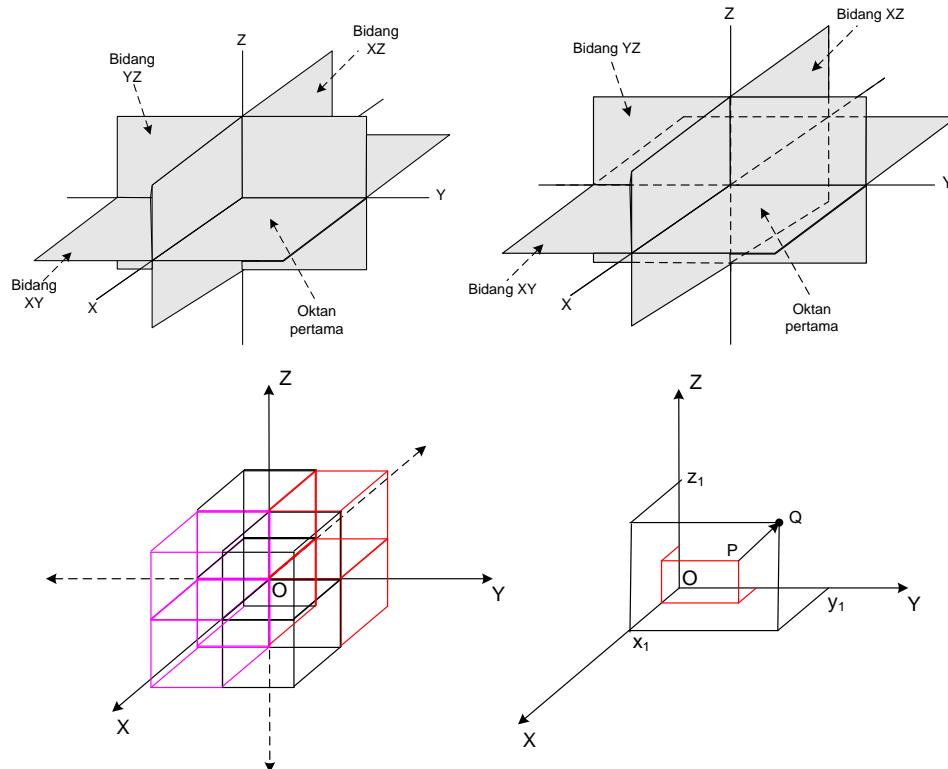 Bidang
YZ
Z
Bidang
XZ
Y
Bidang
XY
X
Oktan
pertama
Bidang YZ
Z
Bidang XZ
Y
Bidang XY
X
Oktan
pertama
Z
O
Y
X
Z
z₁
Q
P
O
y₁
Y
x₁
X